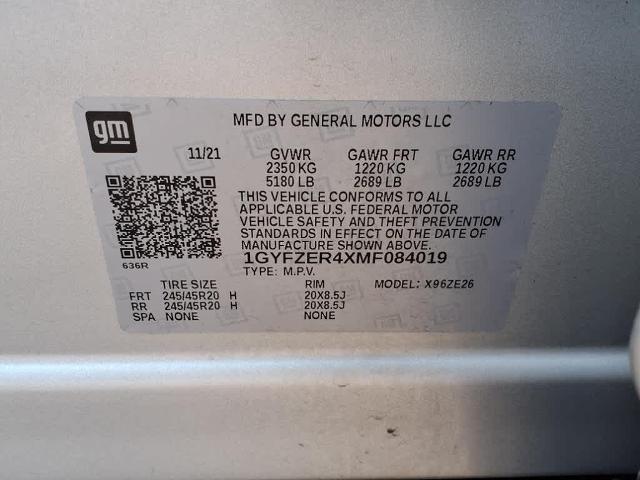 gm
MFD BY GENERAL MOTORS LLC
11/21 GVWR GAWR FRT GAWR RR
2350 KG 1220 KG 1220 KG
5180 LB 2689 LB 2689 LB
THIS VEHICLE CONFORMS TO ALL
APPLICABLE U.S. FEDERAL MOTOR
VEHICLE SAFETY AND THEFT PREVENTION
STANDARDS IN EFFECT ON THE DATE OF
MANUFACTURE SHOWN ABOVE.
636R 1GYFZER4XMF084019
TYPE: M.P.V.
TIRE SIZE RIM MODEL: X96ZE26
FRT 245/45R20 H 20X8.5J
RR 245/45R20 H 20X8.5J
SPA NONE NONE